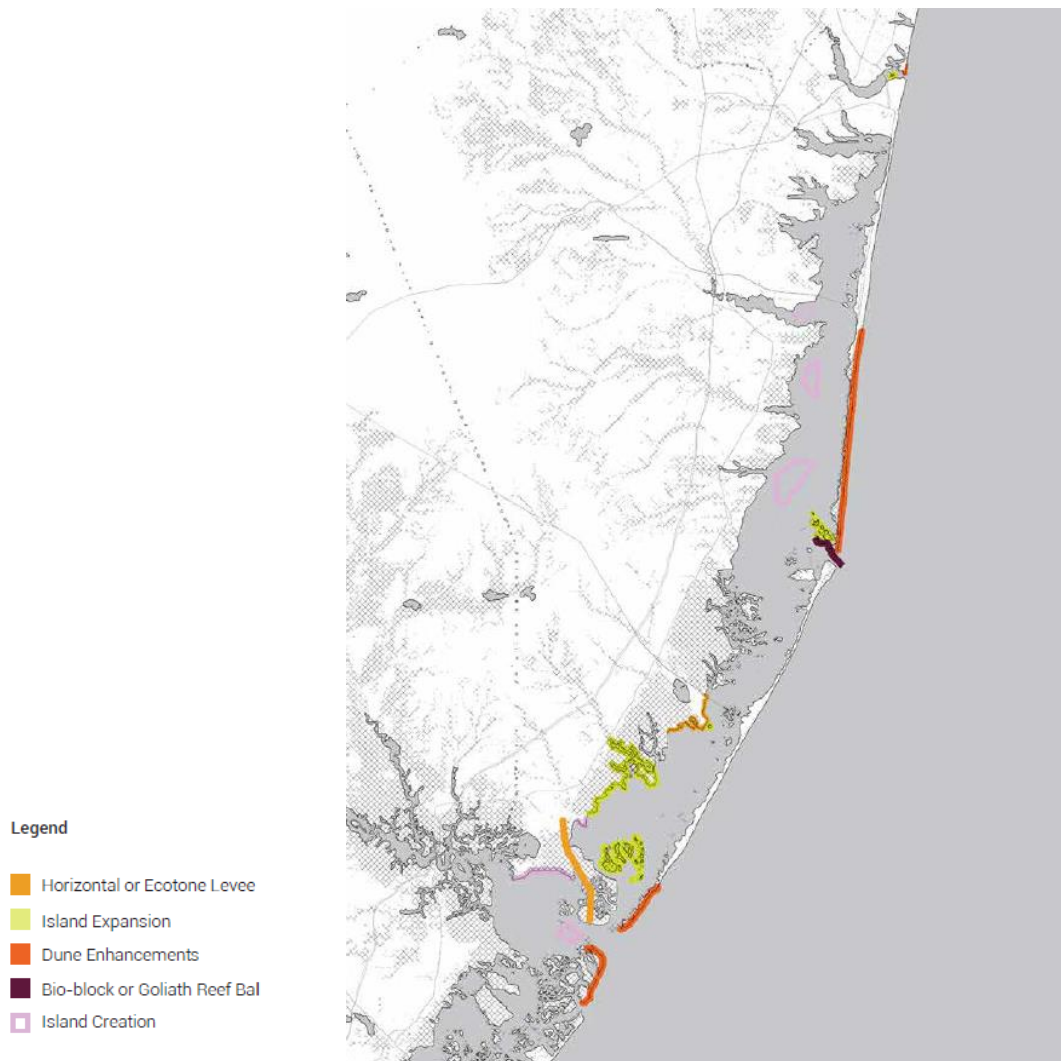 Legend
Horizontal or Ecotone Levee
Island Expansion
Dune Enhancements
Bio-block or Goliath Reef Bal
Island Creation